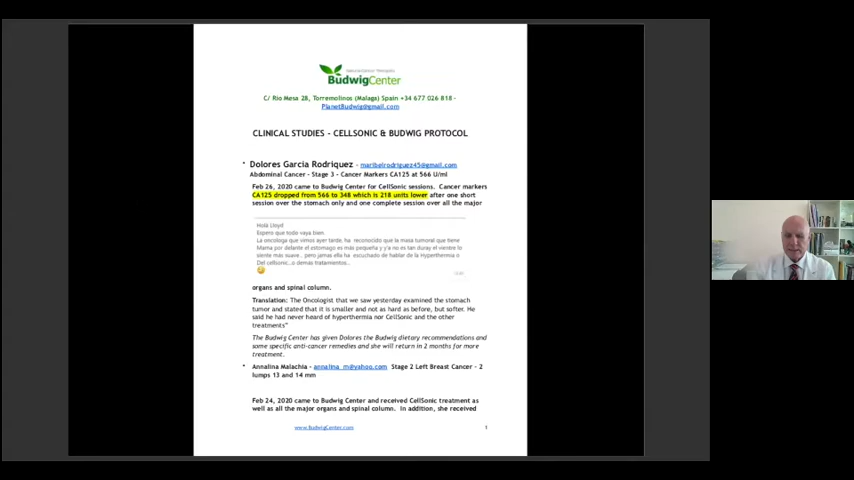 BudwigCenter
C/ Rio Mesa 28, Torremolinos (Malaga) Spain +34 677 026 818 -
PlanetBudwig@gmail.com
CLINICAL STUDIES - CELLSONIC & BUDWIG PROTOCOL
• Dolores Garcia Rodriquez - maribelrodriguez45@gmail.com
Abdominal Cancer - Stage 3 - Cancer Markers CA125 at 566 U/ml
Feb 26, 2020 came to Budwig Center for CellSonic sessions. Cancer markers
CA125 dropped from 566 to 348 which is 218 units lower after one short
session over the stomach only and one complete session over all the major
Hola Lloyd
Espero que todo vaya bien.
La oncologa que vimos ayer tarde, ha reconocido que la masa tumoral que tiene
Mama por delante el estomago es más pequeña y y'a no es tan duray el vientre lo
siente más suave.. pero jamas ella ha escuchado de hablar de la Hyperthermia o
Del cellsonic...o demas tratamientos..
organs and spinal column.
Translation: The Oncologist that we saw yesterday examined the stomach
tumor and stated that it is smaller and not as hard as before, but softer. He
said he had never heard of hyperthermia nor CellSonic and the other
treatments"
The Budwig Center has given Dolores the Budwig dietary recommendations and
some specific anti-cancer remedies and she will return in 2 months for more
treatment.
• Annalina Malachia - annalina_m@yahoo.com Stage 2 Left Breast Cancer - 2
lumps 13 and 14 mm
Feb 24, 2020 came to Budwig Center and received CellSonic treatment as
well as all the major organs and spinal column. In addition, she received
www.BudwigCenter.com 1